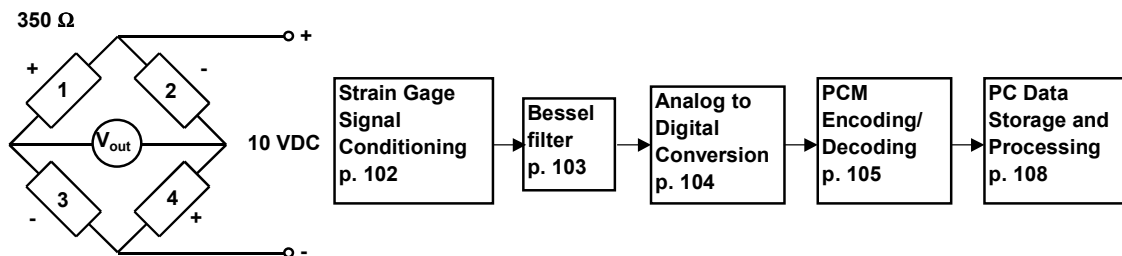 350 Ω
+
+
-
1
2
Vout
10 VDC
3
4
-
+
-
Strain Gage
Signal
Conditioning
p. 102
Bessel
filter
p. 103
Analog to
Digital
Conversion
p. 104
PCM
Encoding/
Decoding
p. 105
PC Data
Storage and
Processing
p. 108